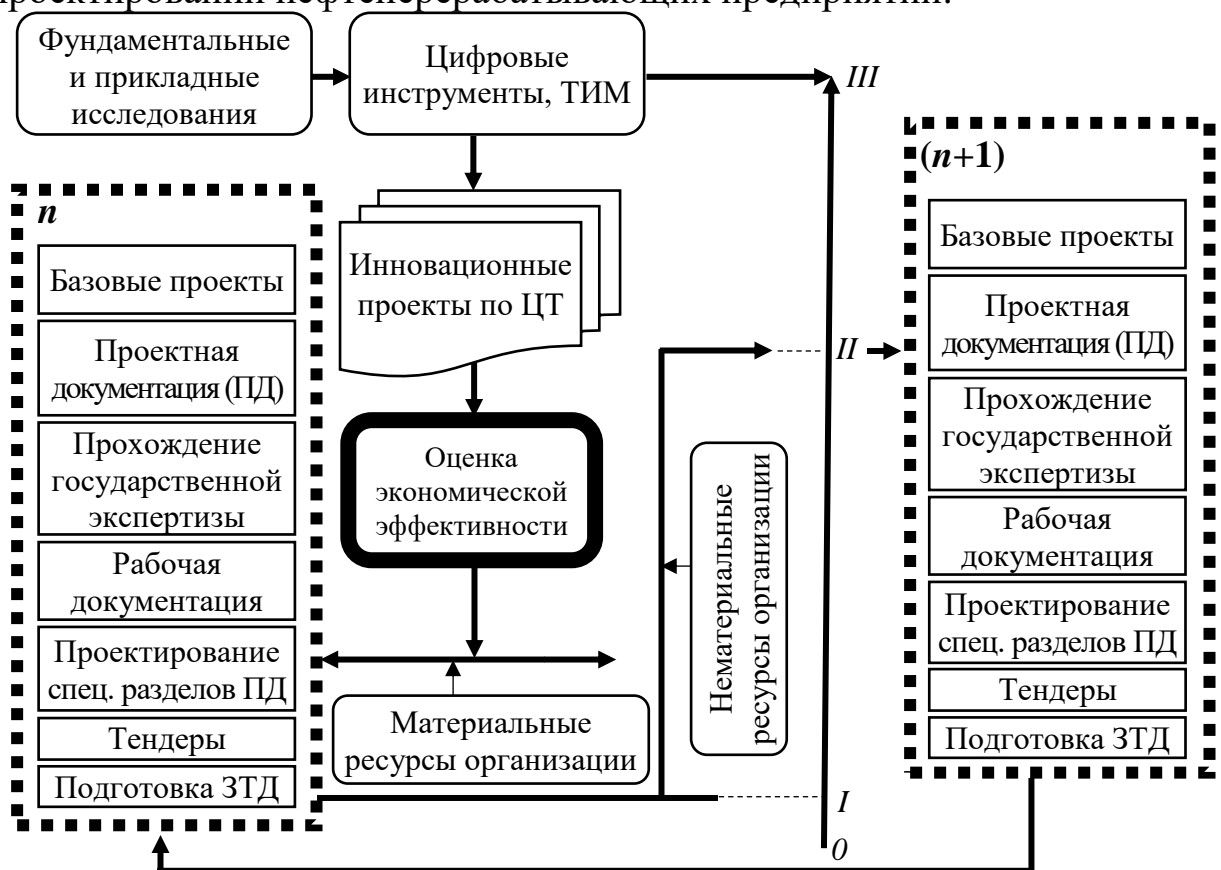 проектировании нефтеперерабатывающих предприятий.
Фундаментальные
и прикладные
исследования
Цифровые
инструменты, ТИМ
III
n
Базовые проекты
Проектная
документация (ПД)
Прохождение
государственной
экспертизы
Рабочая
документация
Проектирование
спец. разделов ПД
Тендеры
Подготовка ЗТД
Инновационные
проекты по ЦТ
Оценка
экономической
эффективности
Материальные
ресурсы организации
Нематериальные
ресурсы организации
II
I
0
(n+1)
Базовые проекты
Проектная
документация (ПД)
Прохождение
государственной
экспертизы
Рабочая
документация
Проектирование
спец. разделов ПД
Тендеры
Подготовка ЗТД